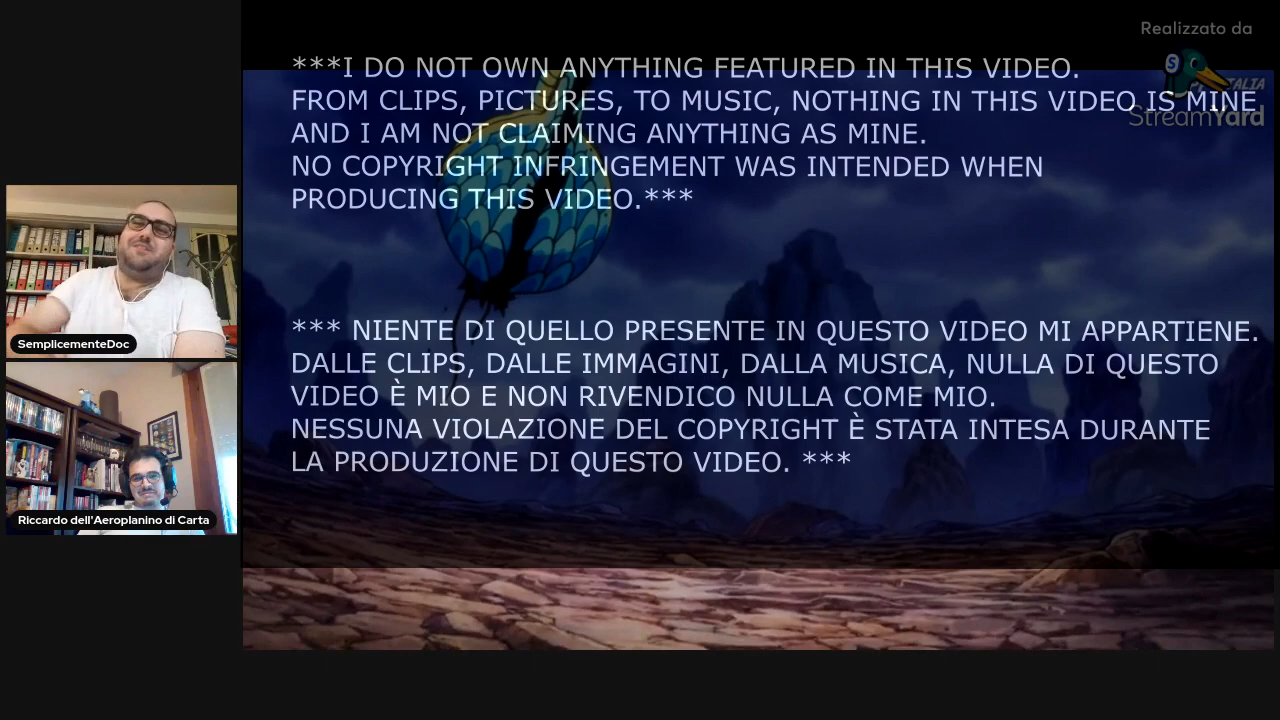 Realizzato da
***I DO NOT OWN ANYTHING FEATURED IN THIS VIDEO.
FROM CLIPS, PICTURES, TO MUSIC, NOTHING IN THIS VIDEO IS MINE
AND I AM NOT CLAIMING ANYTHING AS MINE.
NO COPYRIGHT INFRINGEMENT WAS INTENDED WHEN
PRODUCING THIS VIDEO.***
S
ITALIA
StreamYard
*** NIENTE DI QUELLO PRESENTE IN QUESTO VIDEO MI APPARTIENE.
DALLE CLIPS, DALLE IMMAGINI, DALLA MUSICA, NULLA DI QUESTO
VIDEO È MIO E NON RIVENDICO NULLA COME MIO.
NESSUNA VIOLAZIONE DEL COPYRIGHT È STATA INTESA DURANTE
LA PRODUZIONE DI QUESTO VIDEO. ***
SemplicementeDoc
Riccardo dell'Aeroplanino di Carta